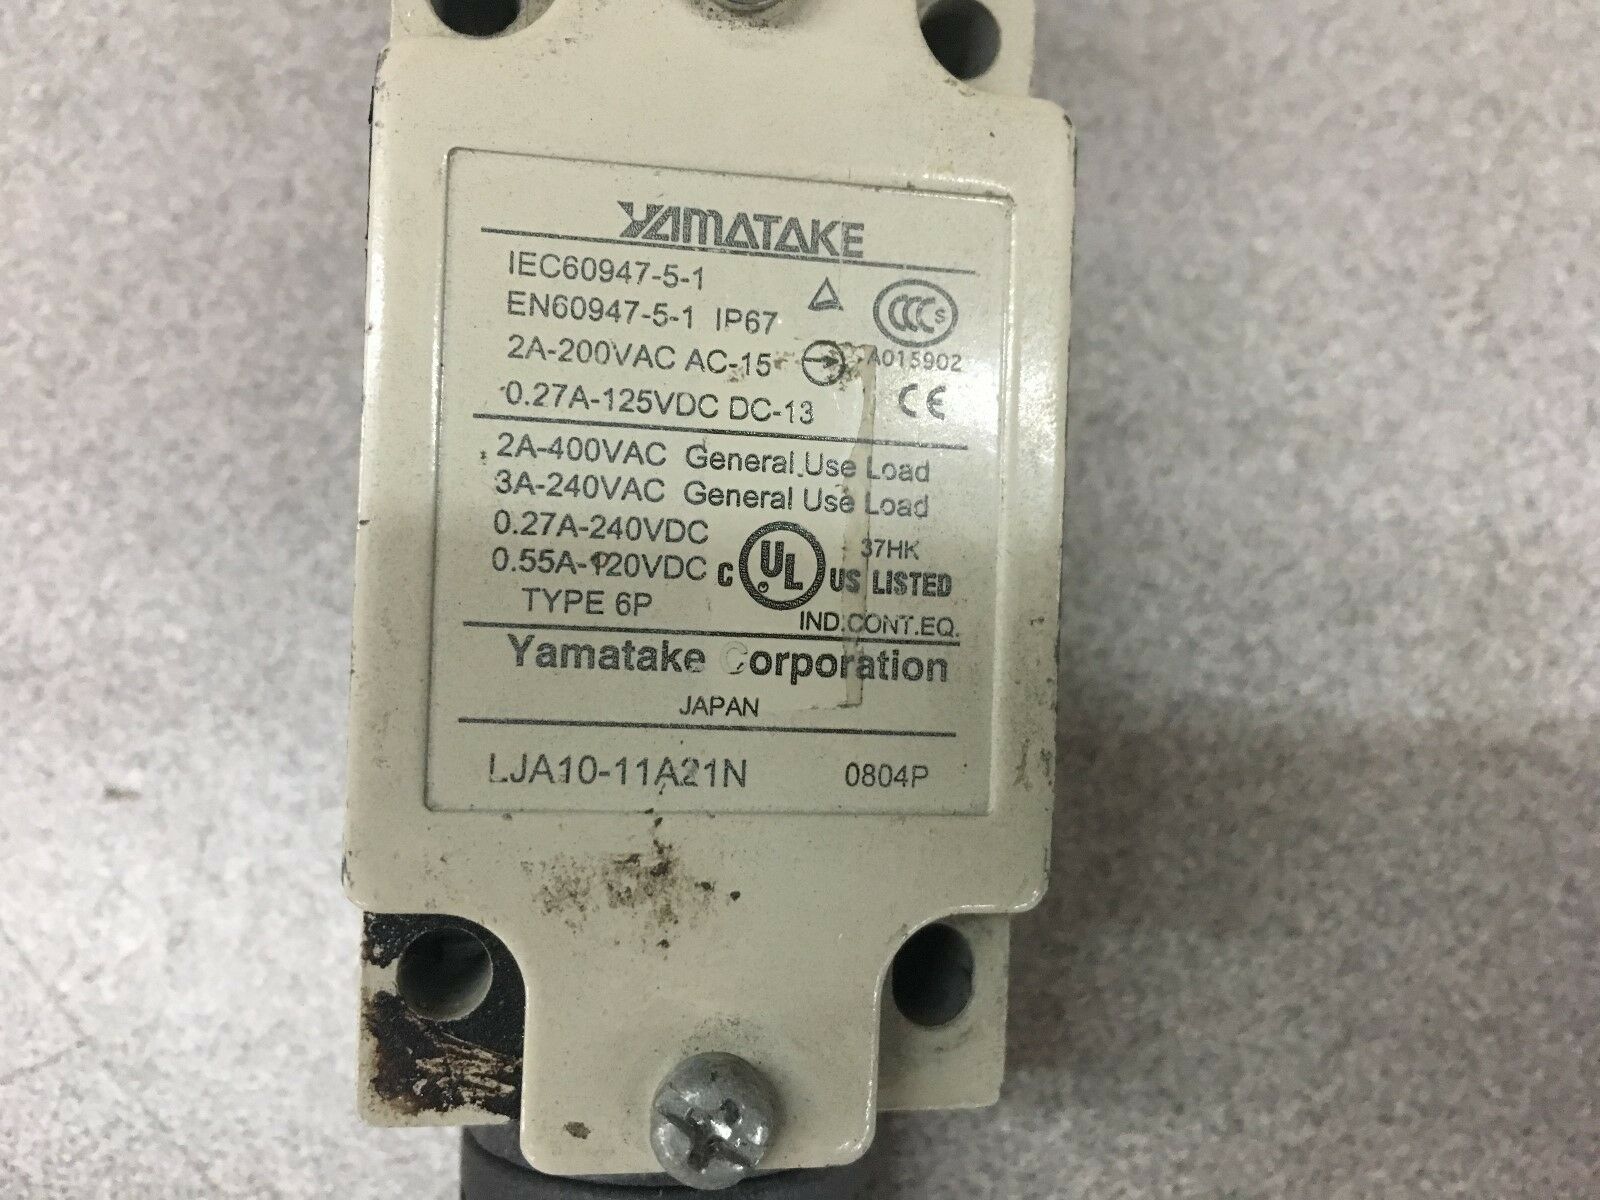 YAMATAKE
IEC60947-5-1
EN60947-5-1 IP67
CCC S
2A-200VAC AC-15
A015902
0.27A-125VDC DC-13
CE
2A-400VAC General Use Load
3A-240VAC General Use Load
0.27A-240VDC
37HK
0.55A-120VDC
C UL US LISTED
TYPE 6P
IND.CONT.EQ.
Yamatake Corporation
JAPAN
LJA10-11A21N 0804P